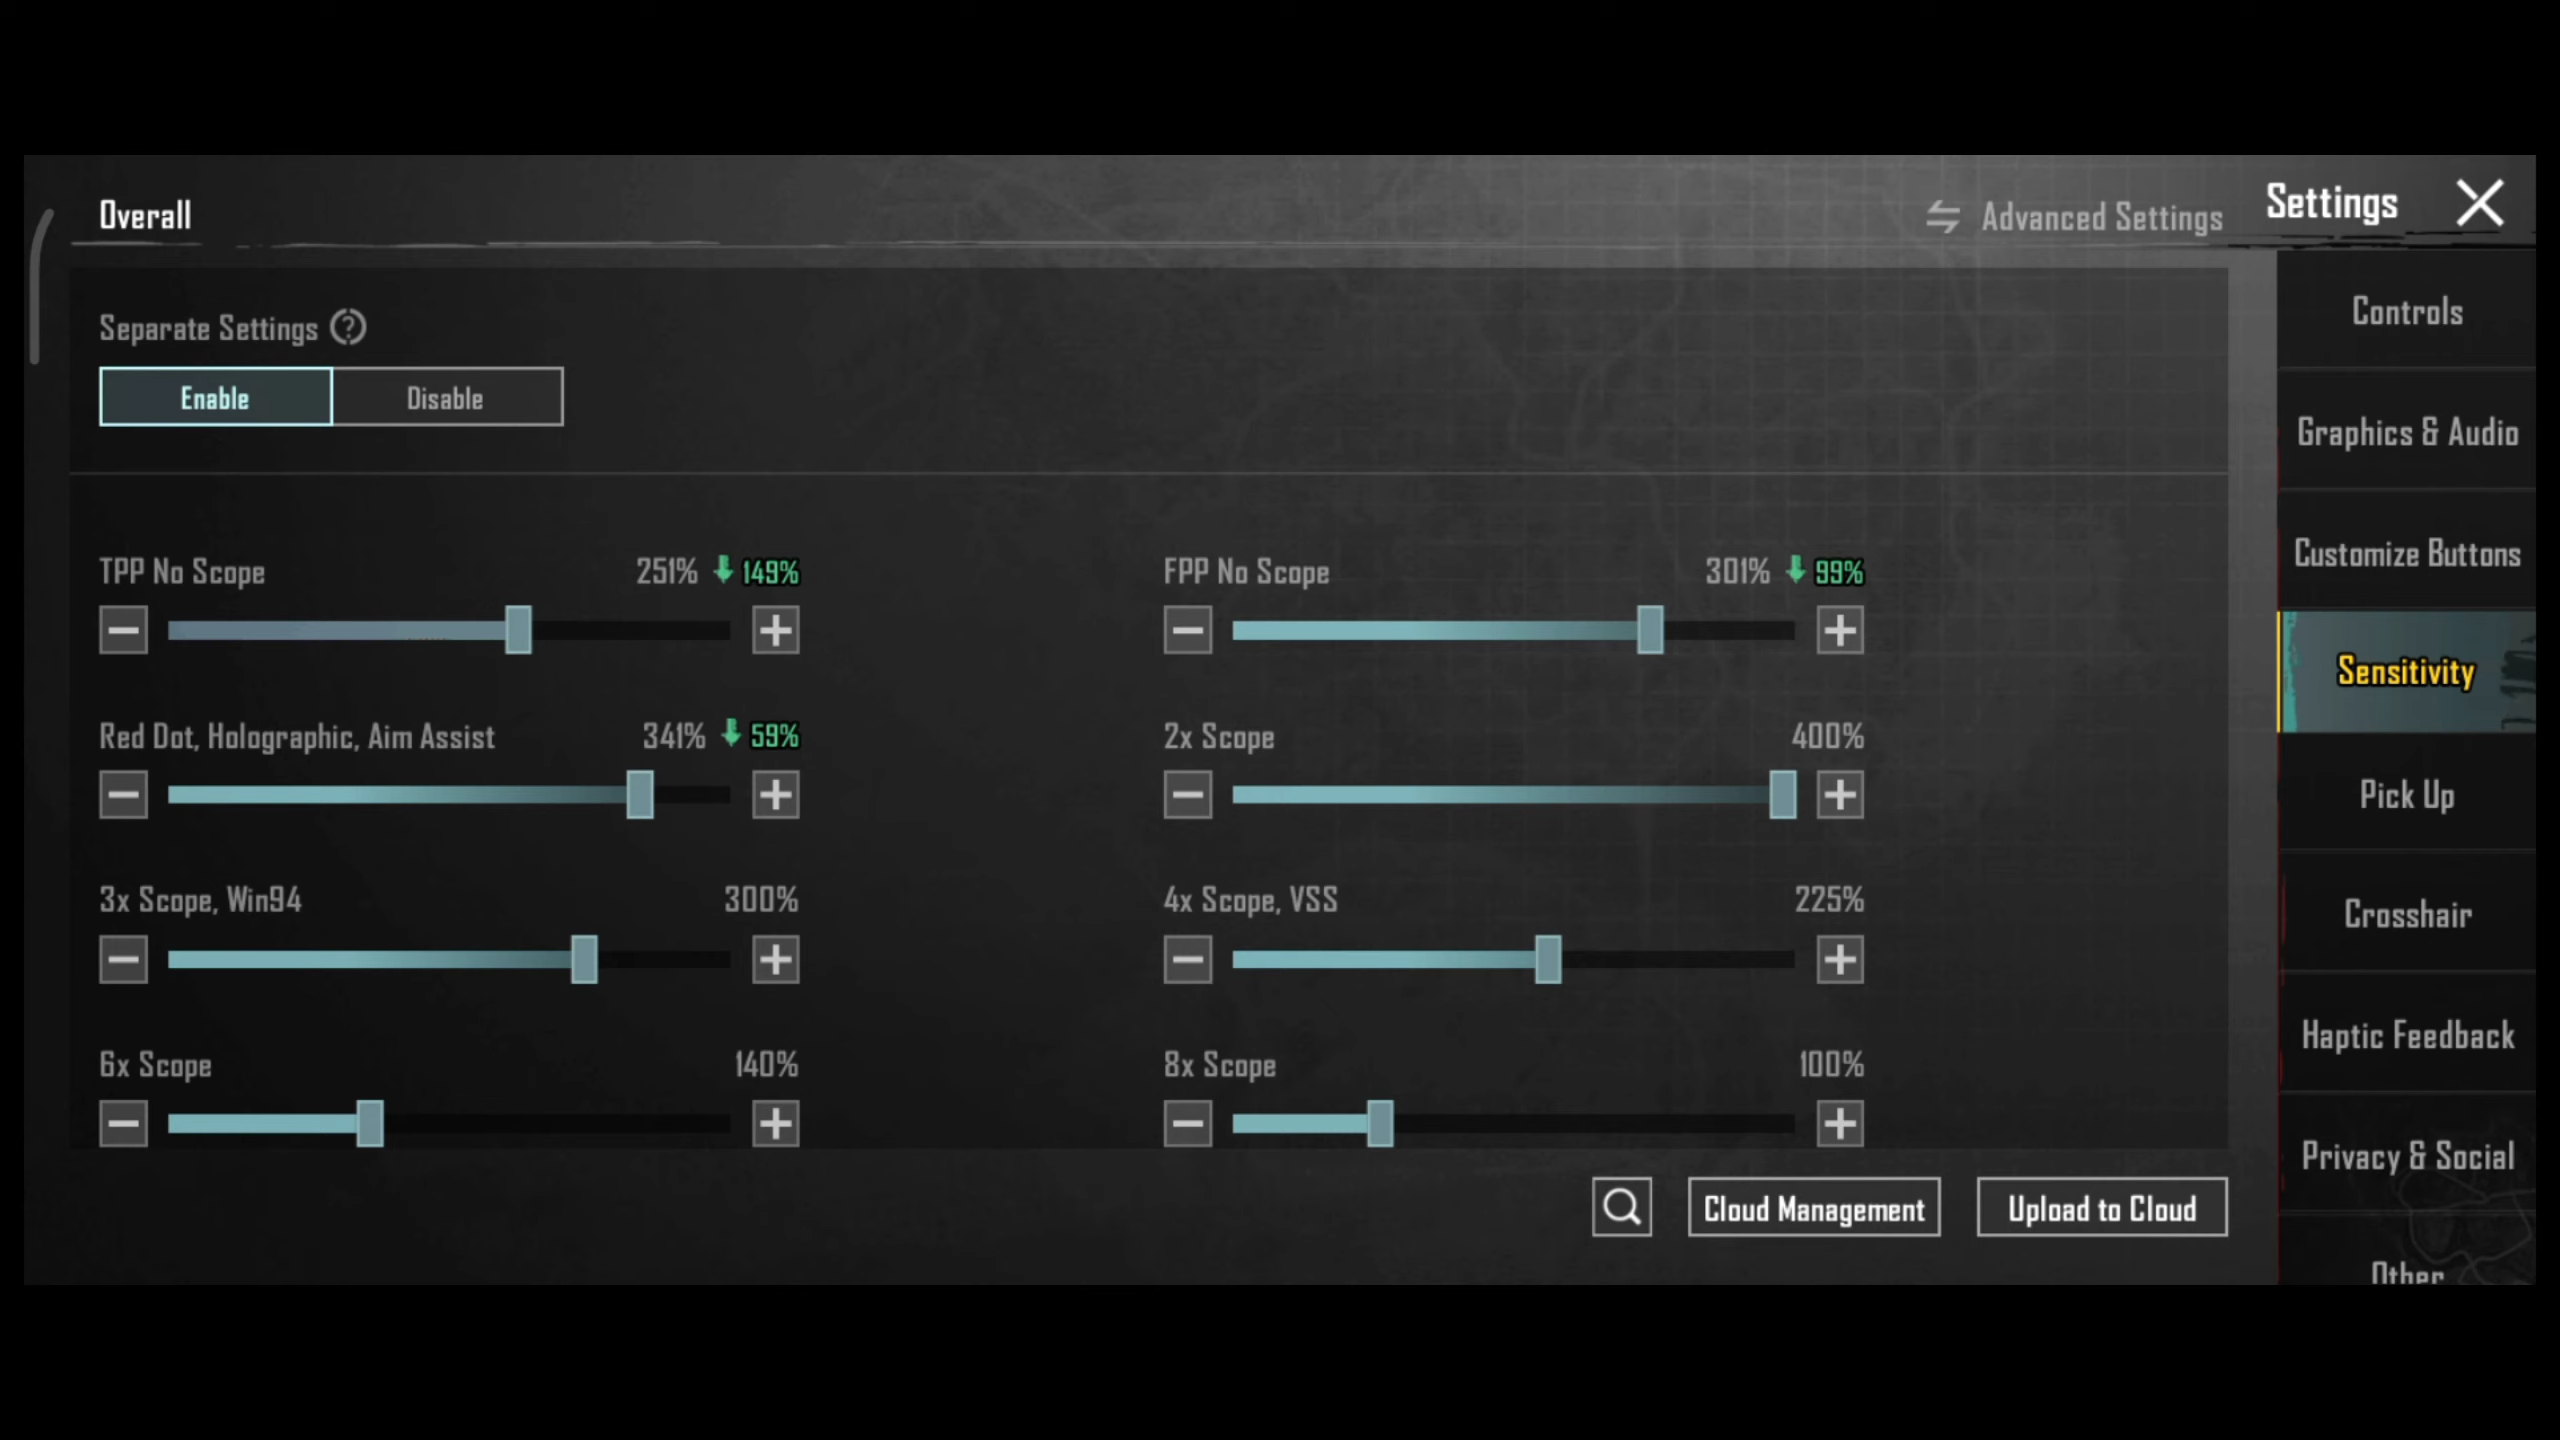 Overall
Advanced Settings
Settings
Separate Settings
Enable
Disable
TPP No Scope 251% 149%
FPP No Scope 301% 99%
Red Dot, Holographic, Aim Assist 341% 59%
2x Scope 400%
3x Scope, Win94 300%
4x Scope, VSS 225%
6x Scope 140%
8x Scope 100%
Cloud Management
Upload to Cloud
Controls
Graphics & Audio
Customize Buttons
Sensitivity
Pick Up
Crosshair
Haptic Feedback
Privacy & Social
Other